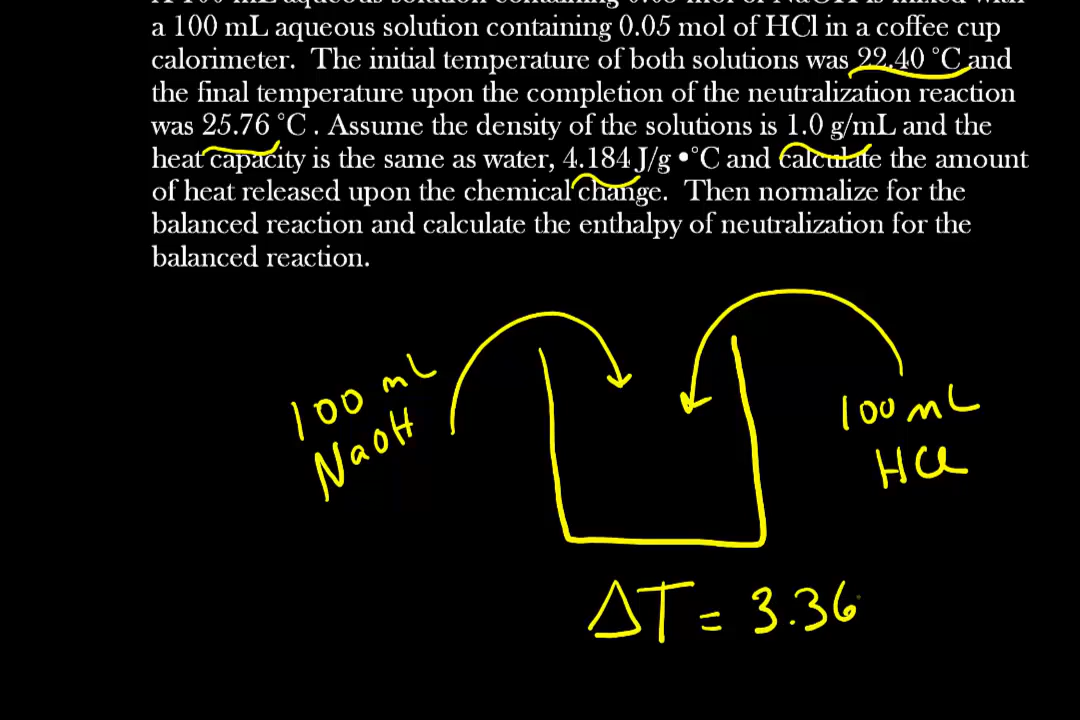 a 100 mL aqueous solution containing 0.05 mol of HCl in a coffee cup
calorimeter. The initial temperature of both solutions was 22.40 °C and
the final temperature upon the completion of the neutralization reaction
was 25.76 °C . Assume the density of the solutions is 1.0 g/mL and the
heat capacity is the same as water, 4.184 J/g •°C and calculate the amount
of heat released upon the chemical change. Then normalize for the
balanced reaction and calculate the enthalpy of neutralization for the
balanced reaction.
100 mL
NaOH
100 mL
HCl
ΔT = 3.36